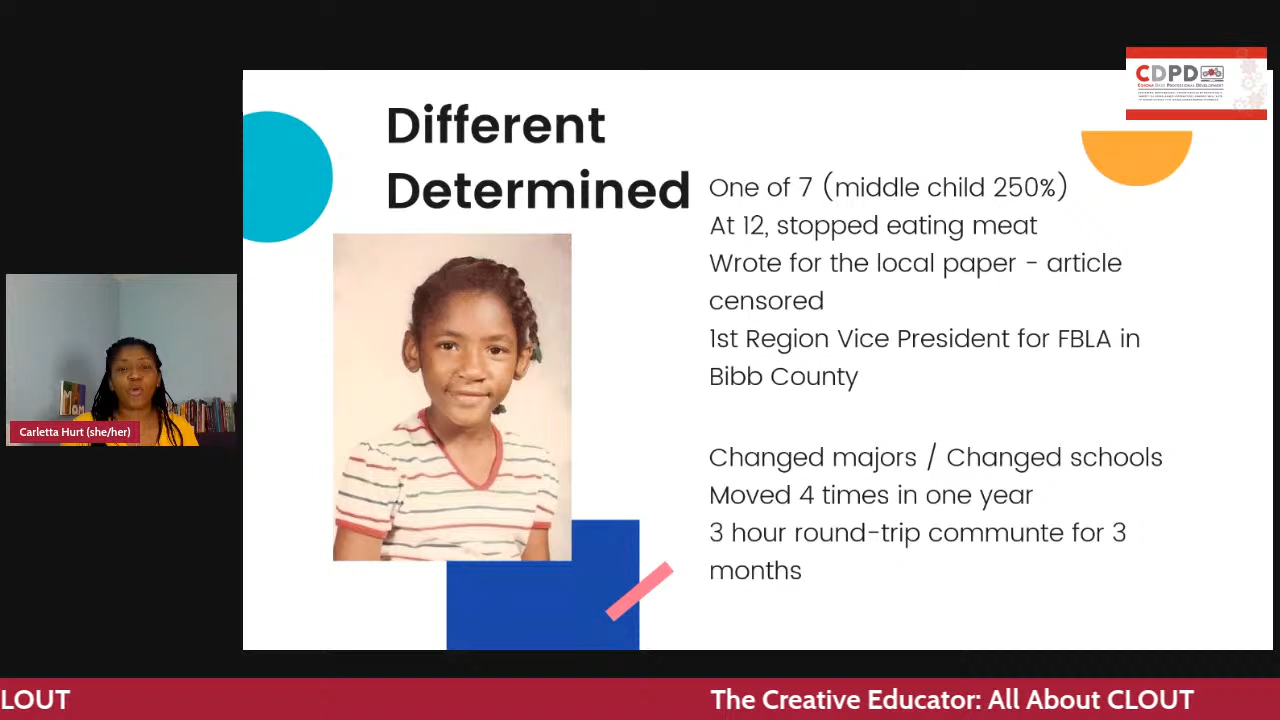 CDPD
Different
Determined
One of 7 (middle child 250%)
At 12, stopped eating meat
Wrote for the local paper - article
censored
1st Region Vice President for FBLA in
Bibb County
Changed majors / Changed schools
Moved 4 times in one year
3 hour round-trip communte for 3
months
Mom
Carletta Hurt (she/her)
LOUT
The Creative Educator: All About CLOUT